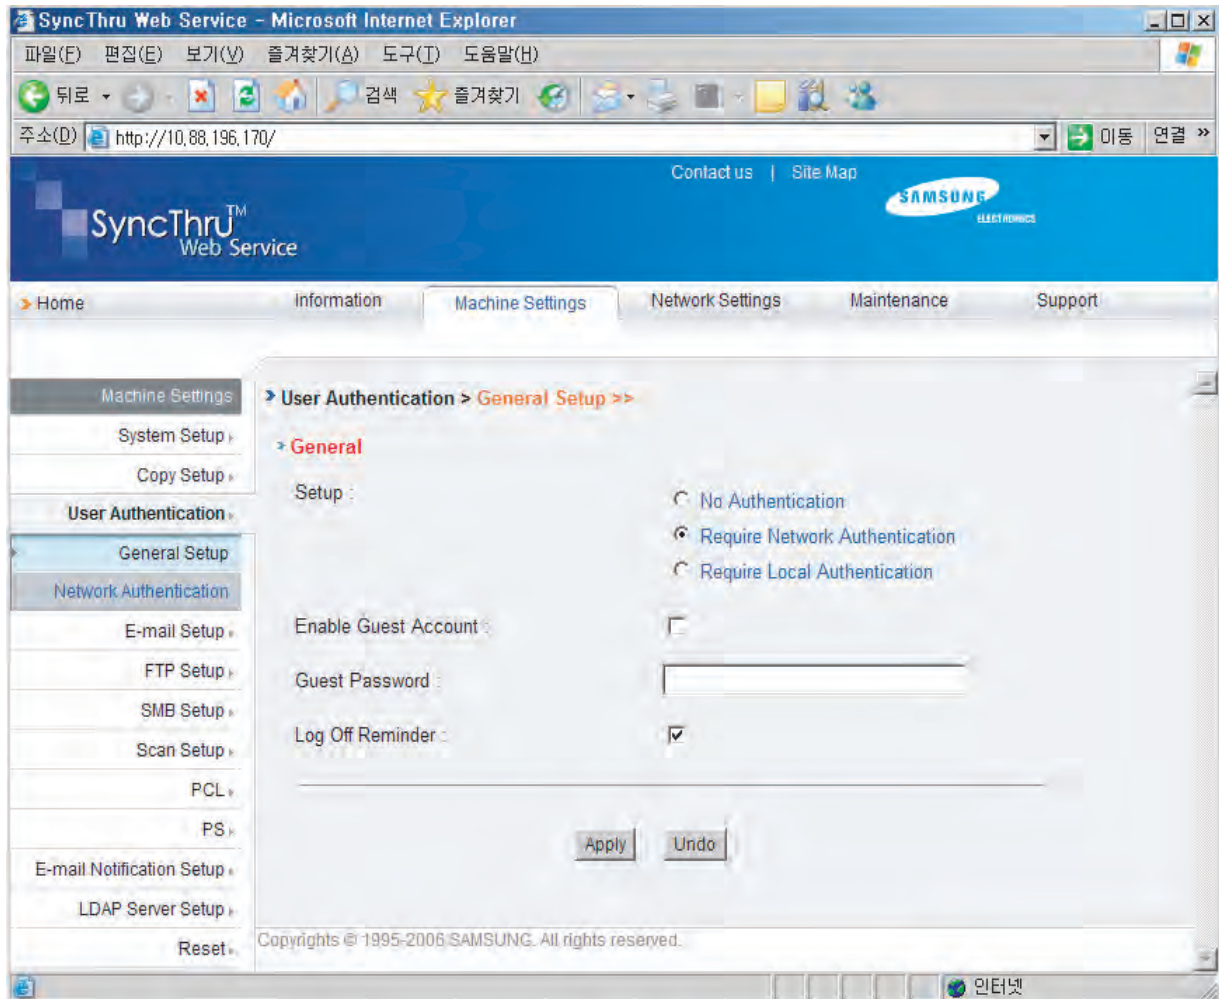 SyncThru Web Service - Microsoft Internet Explorer
파일(F) 편집(E) 보기(V) 즐겨찾기(A) 도구(T) 도움말(H)
뒤로 검색 즐겨찾기
주소(D) http://10,88,196,170/ 이동 연결 »
Contact us | Site Map
SAMSUNG
ELECTRONICS
SyncThru™
Web Service
Home Information Machine Settings Network Settings Maintenance Support
Machine Settings
System Setup
Copy Setup
User Authentication
General Setup
Network Authentication
E-mail Setup
FTP Setup
SMB Setup
Scan Setup
PCL
PS
E-mail Notification Setup
LDAP Server Setup
Reset
User Authentication > General Setup >>
General
Setup :
No Authentication
Require Network Authentication
Require Local Authentication
Enable Guest Account :
Guest Password :
Log Off Reminder :
Apply Undo
Copyrights © 1995-2006 SAMSUNG. All rights reserved.
인터넷